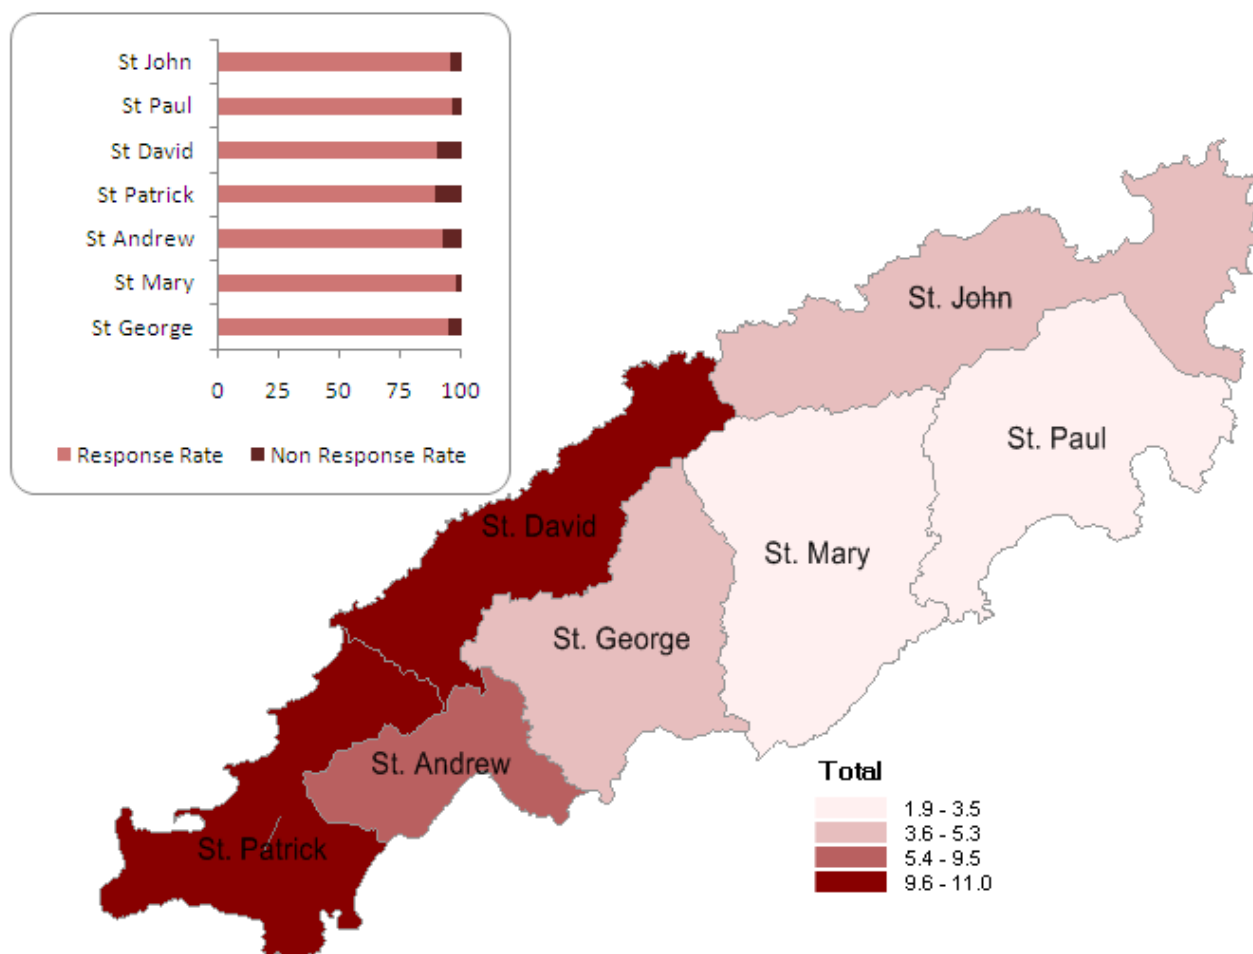 St John
St Paul
St David
St Patrick
St Andrew
St Mary
St George
0 25 50 75 100
Response Rate Non Response Rate
St. John
St. Paul
St. David
St. Mary
St. George
St. Andrew
St. Patrick
Total
1.9 - 3.5
3.6 - 5.3
5.4 - 9.5
9.6 - 11.0